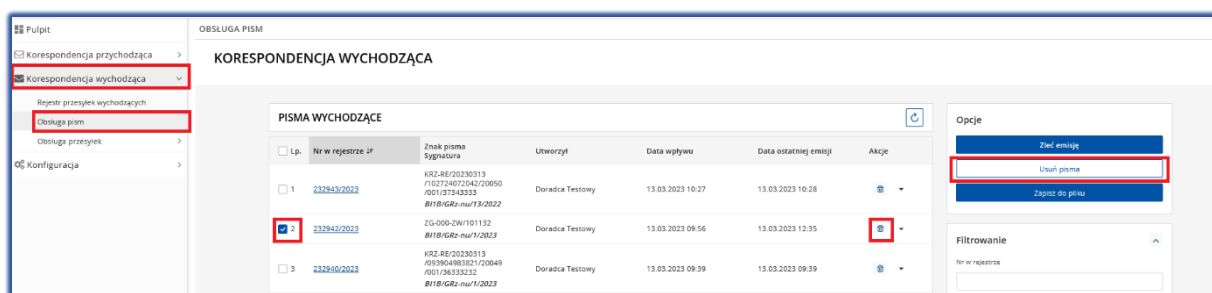 Pulpit
Korespondencja przychodząca
Korespondencja wychodząca
Rejestr przesyłek wychodzących
Obsługa pism
Obsługa przesyłek
Konfiguracja
OBSŁUGA PISM
KORESPONDENCJA WYCHODZĄCA
PISMA WYCHODZĄCE
Lp. Nr w rejestrze Znak pisma Sygnatura Utworzył Data wpływu Data ostatniej emisji Akcje
1 232943/2023 KRZ-RE/20230313 Doradca Testowy 13.03.2023 10:27 13.03.2023 10:28
/102724072042/20050
/001/37343333
BI1B/GRz-nu/13/2022
2 232942/2023 ZG-000-ZW/101132 Doradca Testowy 13.03.2023 09:56 13.03.2023 12:35
BI1B/GRz-nu/1/2023
3 232940/2023 KRZ-RE/20230313 Doradca Testowy 13.03.2023 09:39 13.03.2023 09:39
/093904983821/20049
/001/36333232
BI1B/GRz-nu/1/2023
Opcje
Zleć emisję
Usuń pisma
Zapisz do pliku
Filtrowanie
Nr w rejestrze